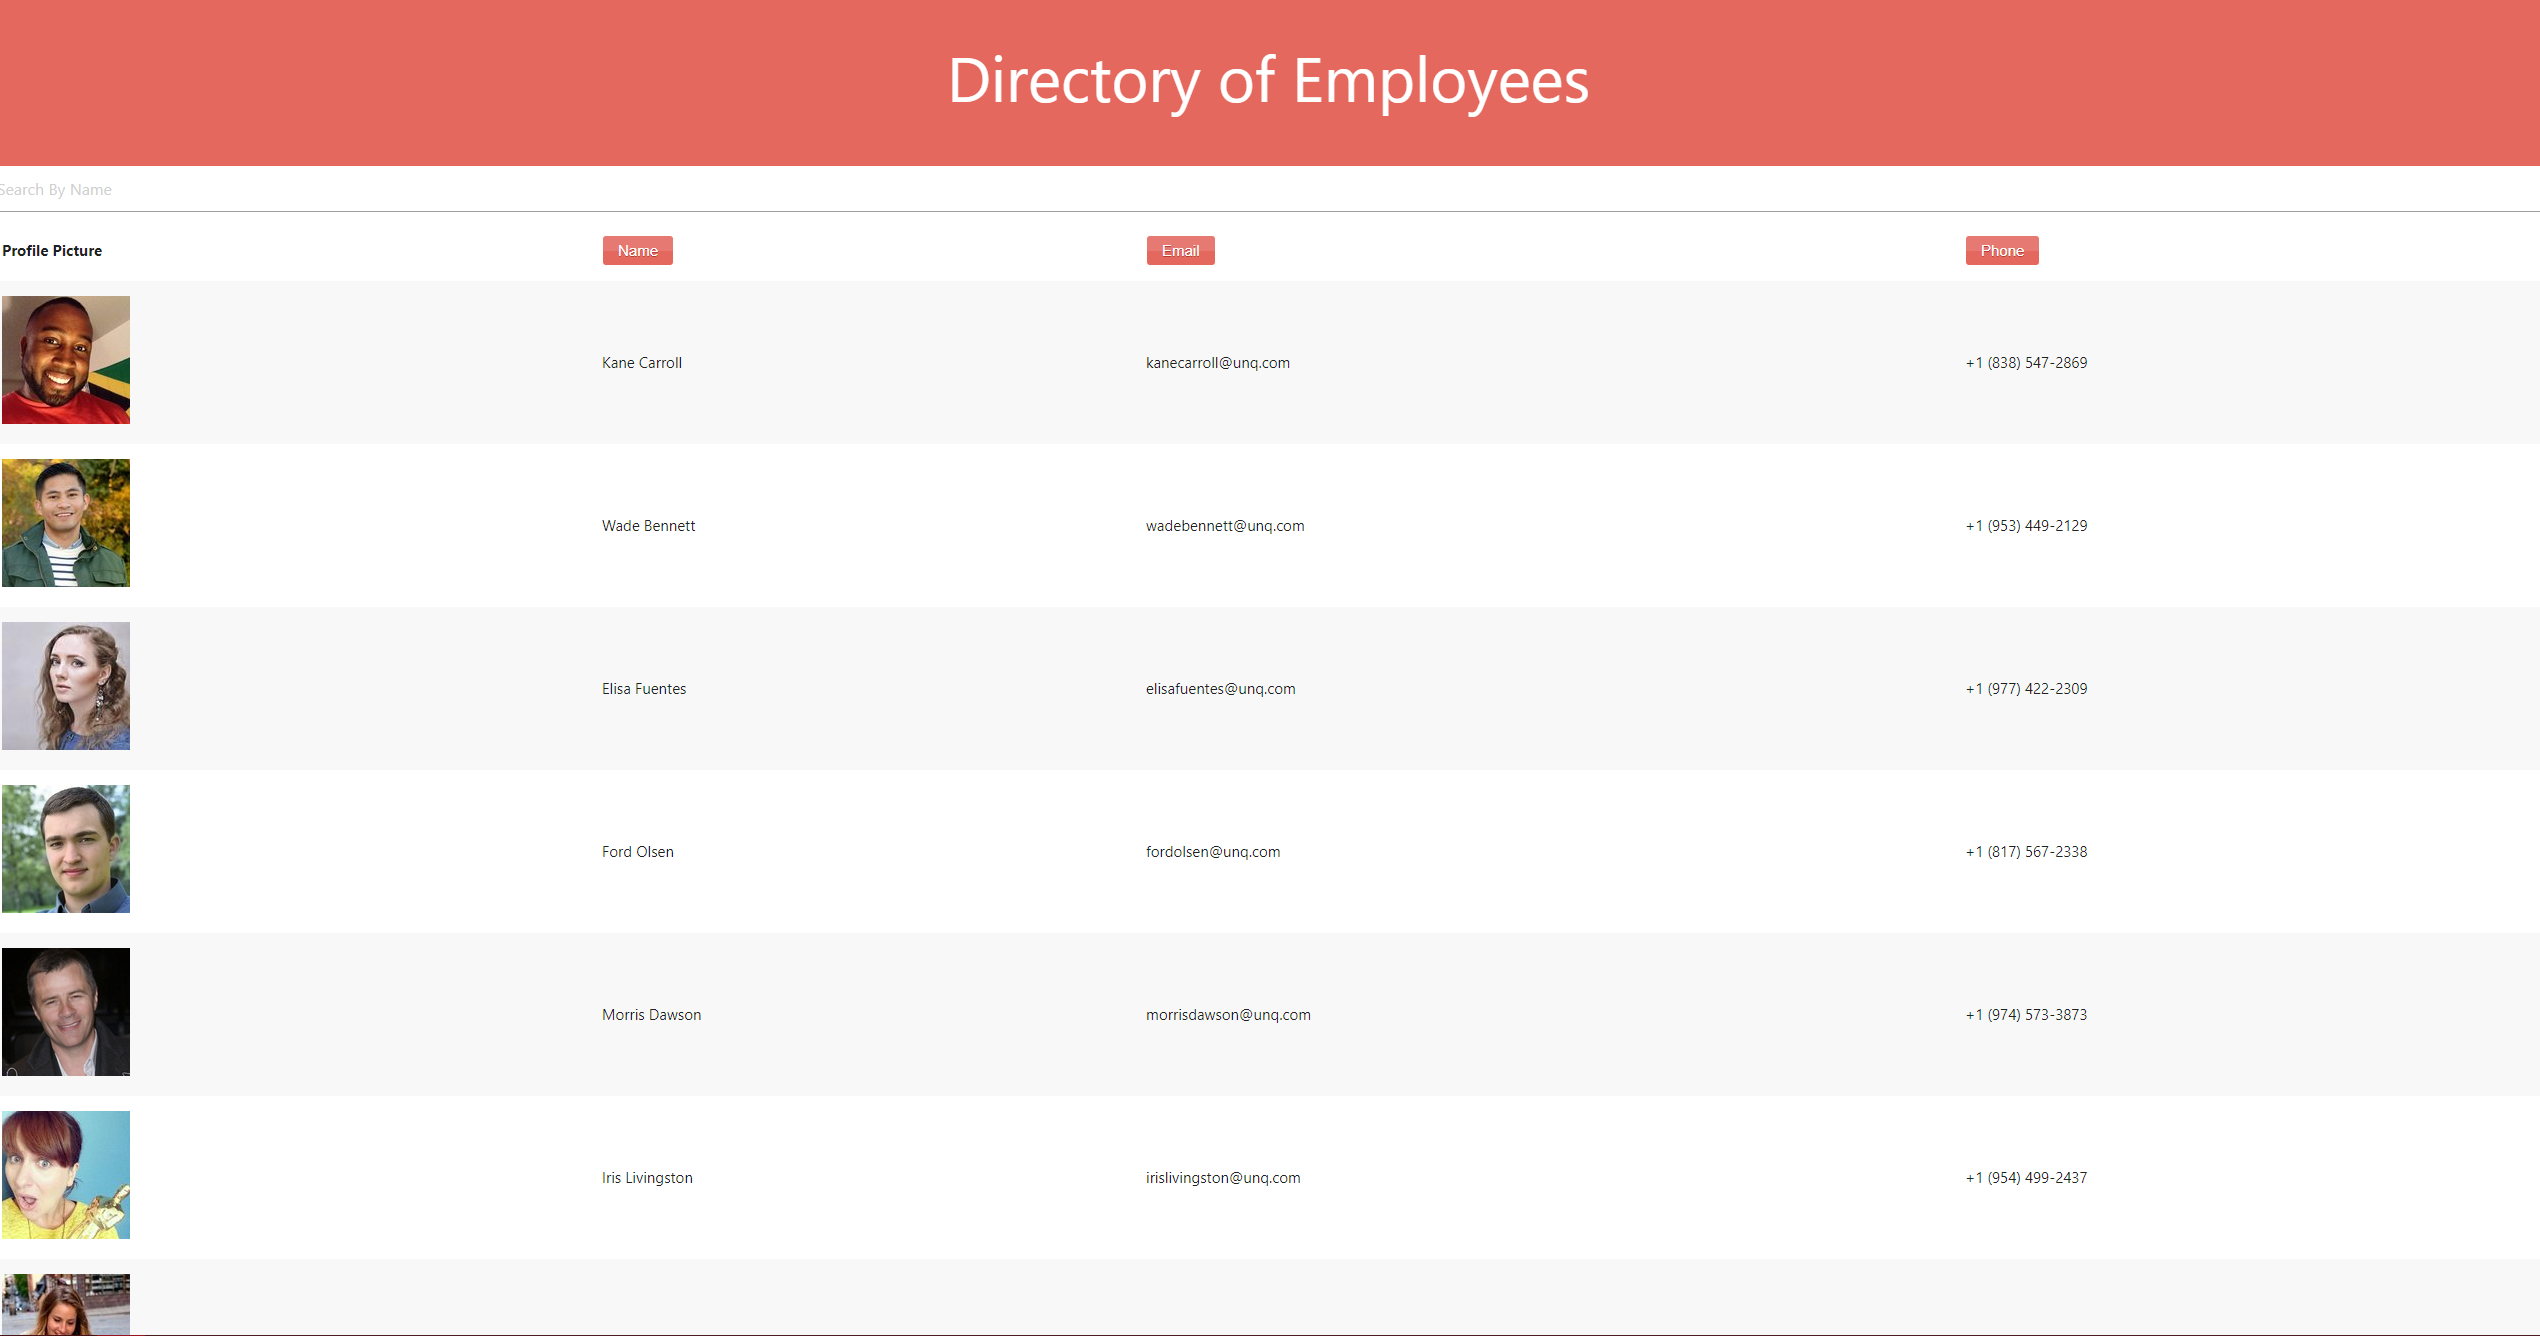 Directory of Employees
Search By Name
Profile Picture Name Email Phone
Kane Carroll kanecarroll@unq.com +1 (838) 547-2869
Wade Bennett wadebennett@unq.com +1 (953) 449-2129
Elisa Fuentes elisafuentes@unq.com +1 (977) 422-2309
Ford Olsen fordolsen@unq.com +1 (817) 567-2338
Morris Dawson morrisdawson@unq.com +1 (974) 573-3873
Iris Livingston irislivingston@unq.com +1 (954) 499-2437